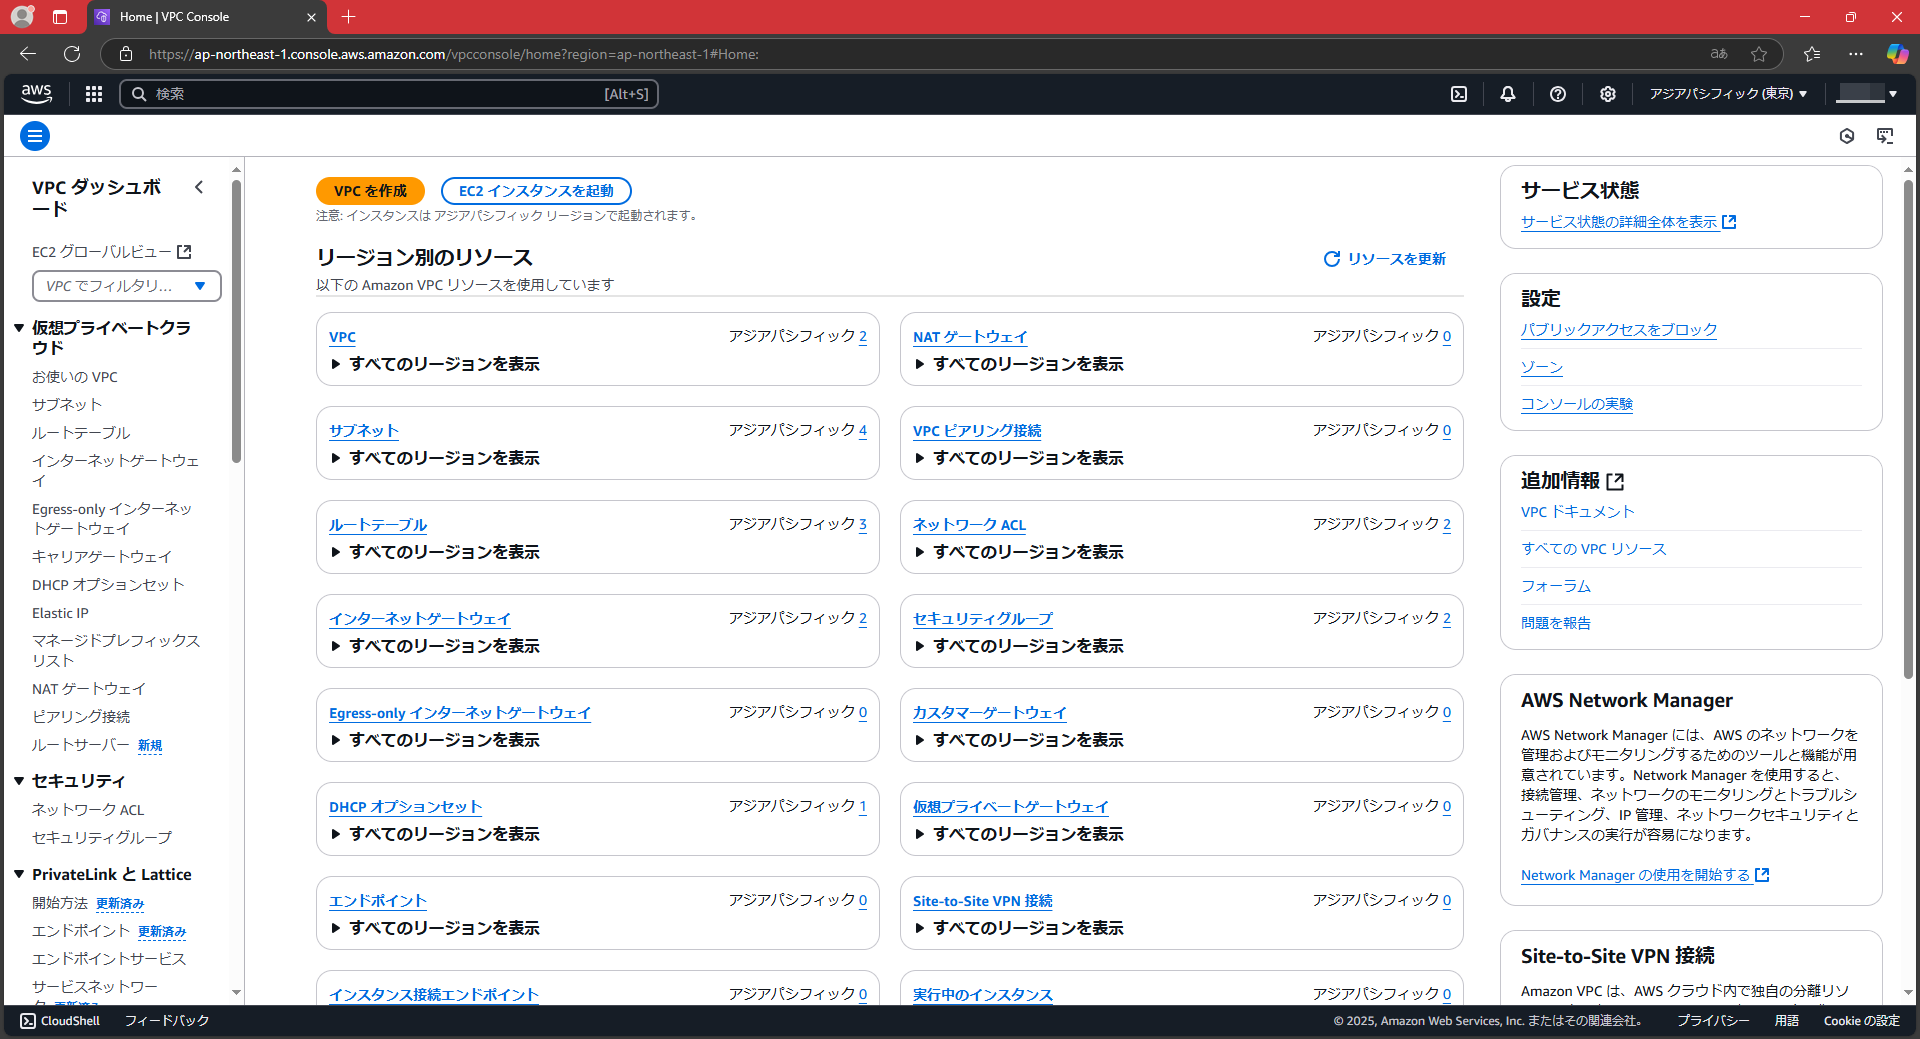 Home | VPC Console
https://ap-northeast-1.console.aws.amazon.com/vpcconsole/home?region=ap-northeast-1#Home:
aあ
aws
検索
[Alt+S]
アジアパシフィック (東京)
VPC ダッシュボ
ード
EC2 グローバルビュー
VPC でフィルタリ...
仮想プライベートクラ
ウド
お使いの VPC
サブネット
ルートテーブル
インターネットゲートウェ
イ
Egress-only インターネッ
トゲートウェイ
キャリアゲートウェイ
DHCP オプションセット
Elastic IP
マネージドプレフィックス
リスト
NAT ゲートウェイ
ピアリング接続
ルートサーバー 新規
セキュリティ
ネットワーク ACL
セキュリティグループ
PrivateLink と Lattice
開始方法 更新済み
エンドポイント 更新済み
エンドポイントサービス
サービスネットワー
ク 更新済み
VPC を作成
EC2 インスタンスを起動
注意: インスタンスは アジアパシフィック リージョンで起動されます。
リージョン別のリソース
リソースを更新
以下の Amazon VPC リソースを使用しています
VPC
アジアパシフィック 2
すべてのリージョンを表示
NAT ゲートウェイ
アジアパシフィック 0
すべてのリージョンを表示
サブネット
アジアパシフィック 4
すべてのリージョンを表示
VPC ピアリング接続
アジアパシフィック 0
すべてのリージョンを表示
ルートテーブル
アジアパシフィック 3
すべてのリージョンを表示
ネットワーク ACL
アジアパシフィック 2
すべてのリージョンを表示
インターネットゲートウェイ
アジアパシフィック 2
すべてのリージョンを表示
セキュリティグループ
アジアパシフィック 2
すべてのリージョンを表示
Egress-only インターネットゲートウェイ
アジアパシフィック 0
すべてのリージョンを表示
カスタマーゲートウェイ
アジアパシフィック 0
すべてのリージョンを表示
DHCP オプションセット
アジアパシフィック 1
すべてのリージョンを表示
仮想プライベートゲートウェイ
アジアパシフィック 0
すべてのリージョンを表示
エンドポイント
アジアパシフィック 0
すべてのリージョンを表示
Site-to-Site VPN 接続
アジアパシフィック 0
すべてのリージョンを表示
インスタンス接続エンドポイント
アジアパシフィック 0
実行中のインスタンス
アジアパシフィック 0
サービス状態
サービス状態の詳細全体を表示
設定
パブリックアクセスをブロック
ゾーン
コンソールの実験
追加情報
VPC ドキュメント
すべての VPC リソース
フォーラム
問題を報告
AWS Network Manager
AWS Network Manager には、AWS のネットワークを
管理およびモニタリングするためのツールと機能が用
意されています。Network Manager を使用すると、
接続管理、ネットワークのモニタリングとトラブルシ
ューティング、IP 管理、ネットワークセキュリティと
ガバナンスの実行が容易になります。
Network Manager の使用を開始する
Site-to-Site VPN 接続
Amazon VPC は、AWS クラウド内で独自の分離リソ
CloudShell
フィードバック
© 2025, Amazon Web Services, Inc. またはその関連会社。
プライバシー
用語
Cookie の設定